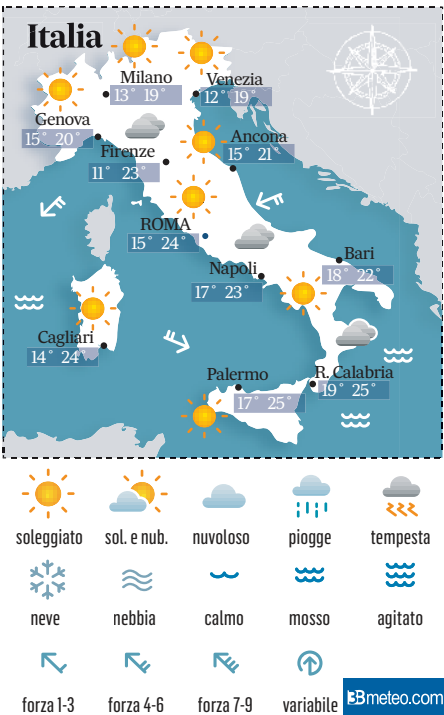 Italia
Milano
13° 19°
Venezia
12° 19°
Genova
15° 20°
Firenze
11° 23°
Ancona
15° 21°
ROMA
15° 24°
Napoli
17° 23°
Bari
18° 22°
Cagliari
14° 24°
Palermo
17° 25°
R. Calabria
19° 25°
soleggiato sol. e nub. nuvoloso piogge tempesta
neve nebbia calmo mosso agitato
forza 1-3 forza 4-6 forza 7-9 variabile
3Bmeteo.com